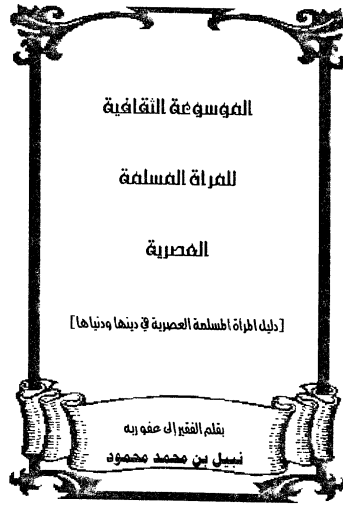 الموسوعة الثقافية
للمراة المسلمة
العصرية
[دليل المرأة المسلمة العصرية في دينها ودنياها]
بقلم الفقير إلى عفو ربه
نبيل بن محمد محمود